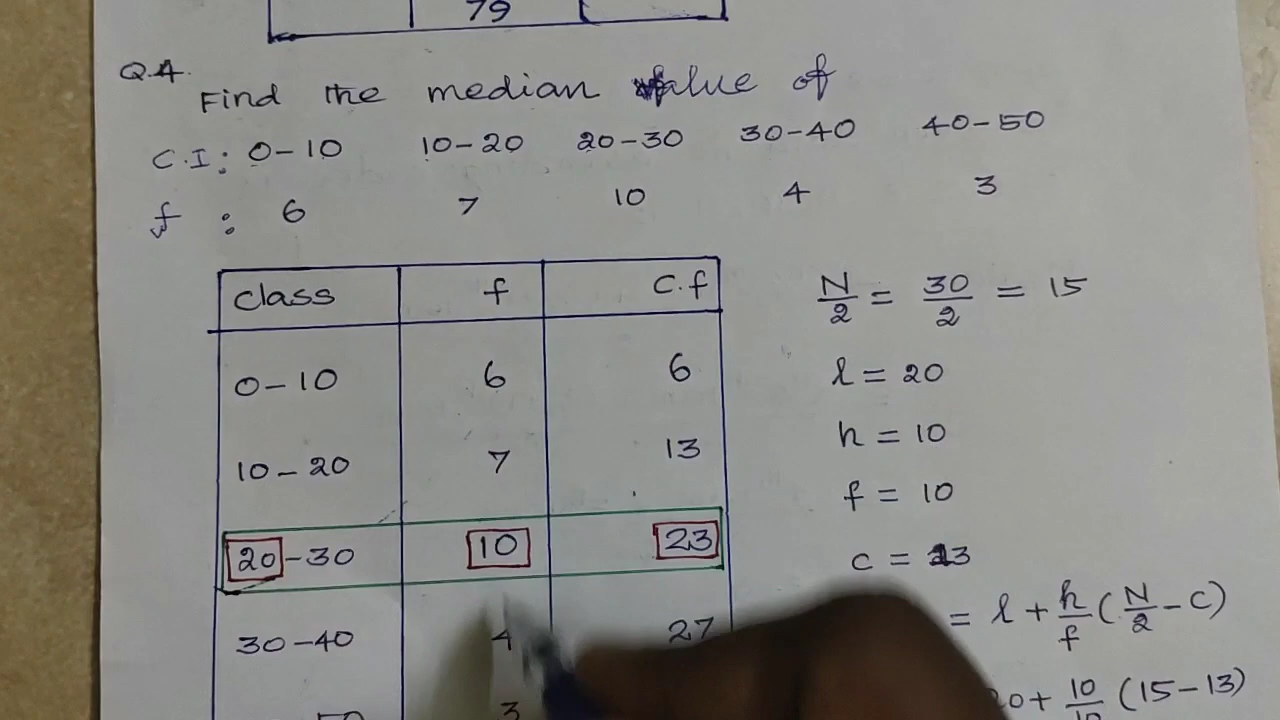 79
Q.4. Find the median value of
C.I: 0-10 10-20 20-30 30-40 40-50
f : 6 7 10 4 3
class f C.f
0-10 6 6
10-20 7 13
20-30 10 23
30-40 4 27
50 3
N/2 = 30/2 = 15
l = 20
h = 10
f = 10
c = 13
= l + h/f (N/2 - C)
20 + 10/10 (15-13)